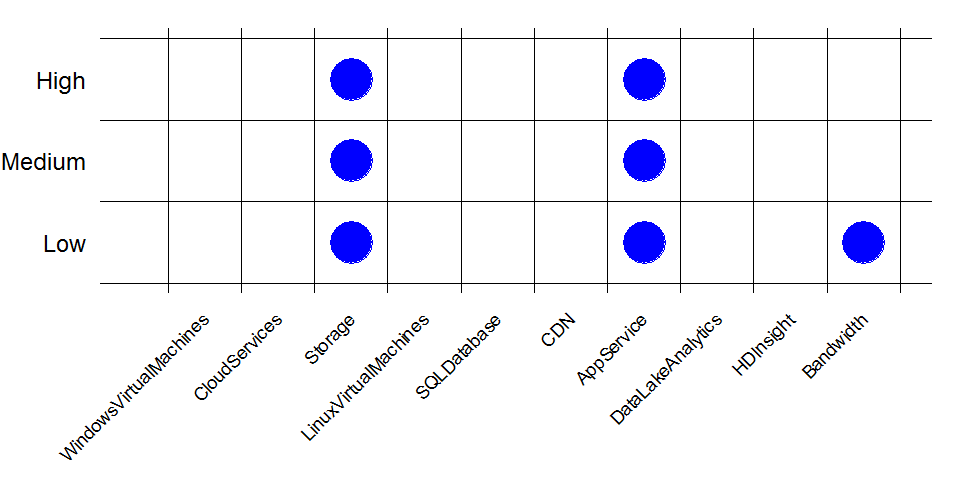 High
Medium
Low
WindowsVirtualMachines
CloudServices
Storage
LinuxVirtualMachines
SQLDatabase
CDN
AppService
DataLakeAnalytics
HDInsight
Bandwidth